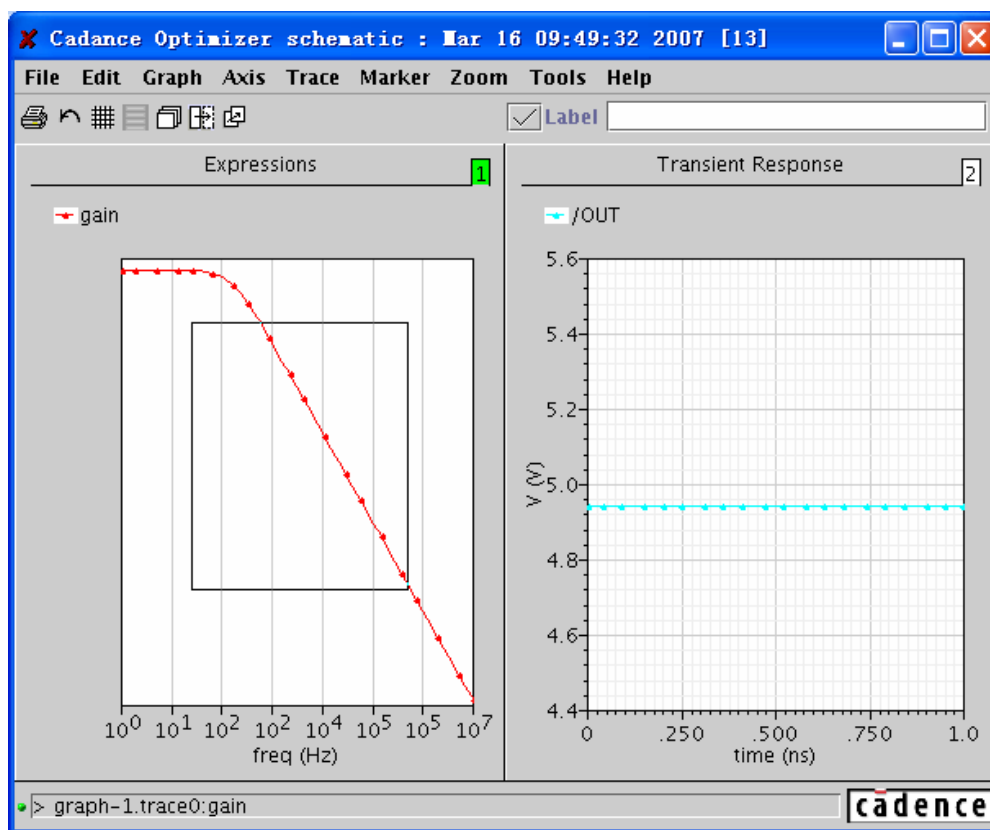 Cadance Optimizer schematic : Mar 16 09:49:32 2007 [13]
File Edit Graph Axis Trace Marker Zoom Tools Help
Label
Expressions
1
gain
10^0 10^1 10^2 10^2 10^4 10^5 10^5 10^7
freq (Hz)
Transient Response
2
/OUT
5.6
5.4
5.2
5.0
4.8
4.6
4.4
V (V)
0 .250 .500 .750 1.0
time (ns)
> graph-1.trace0:gain
cadence